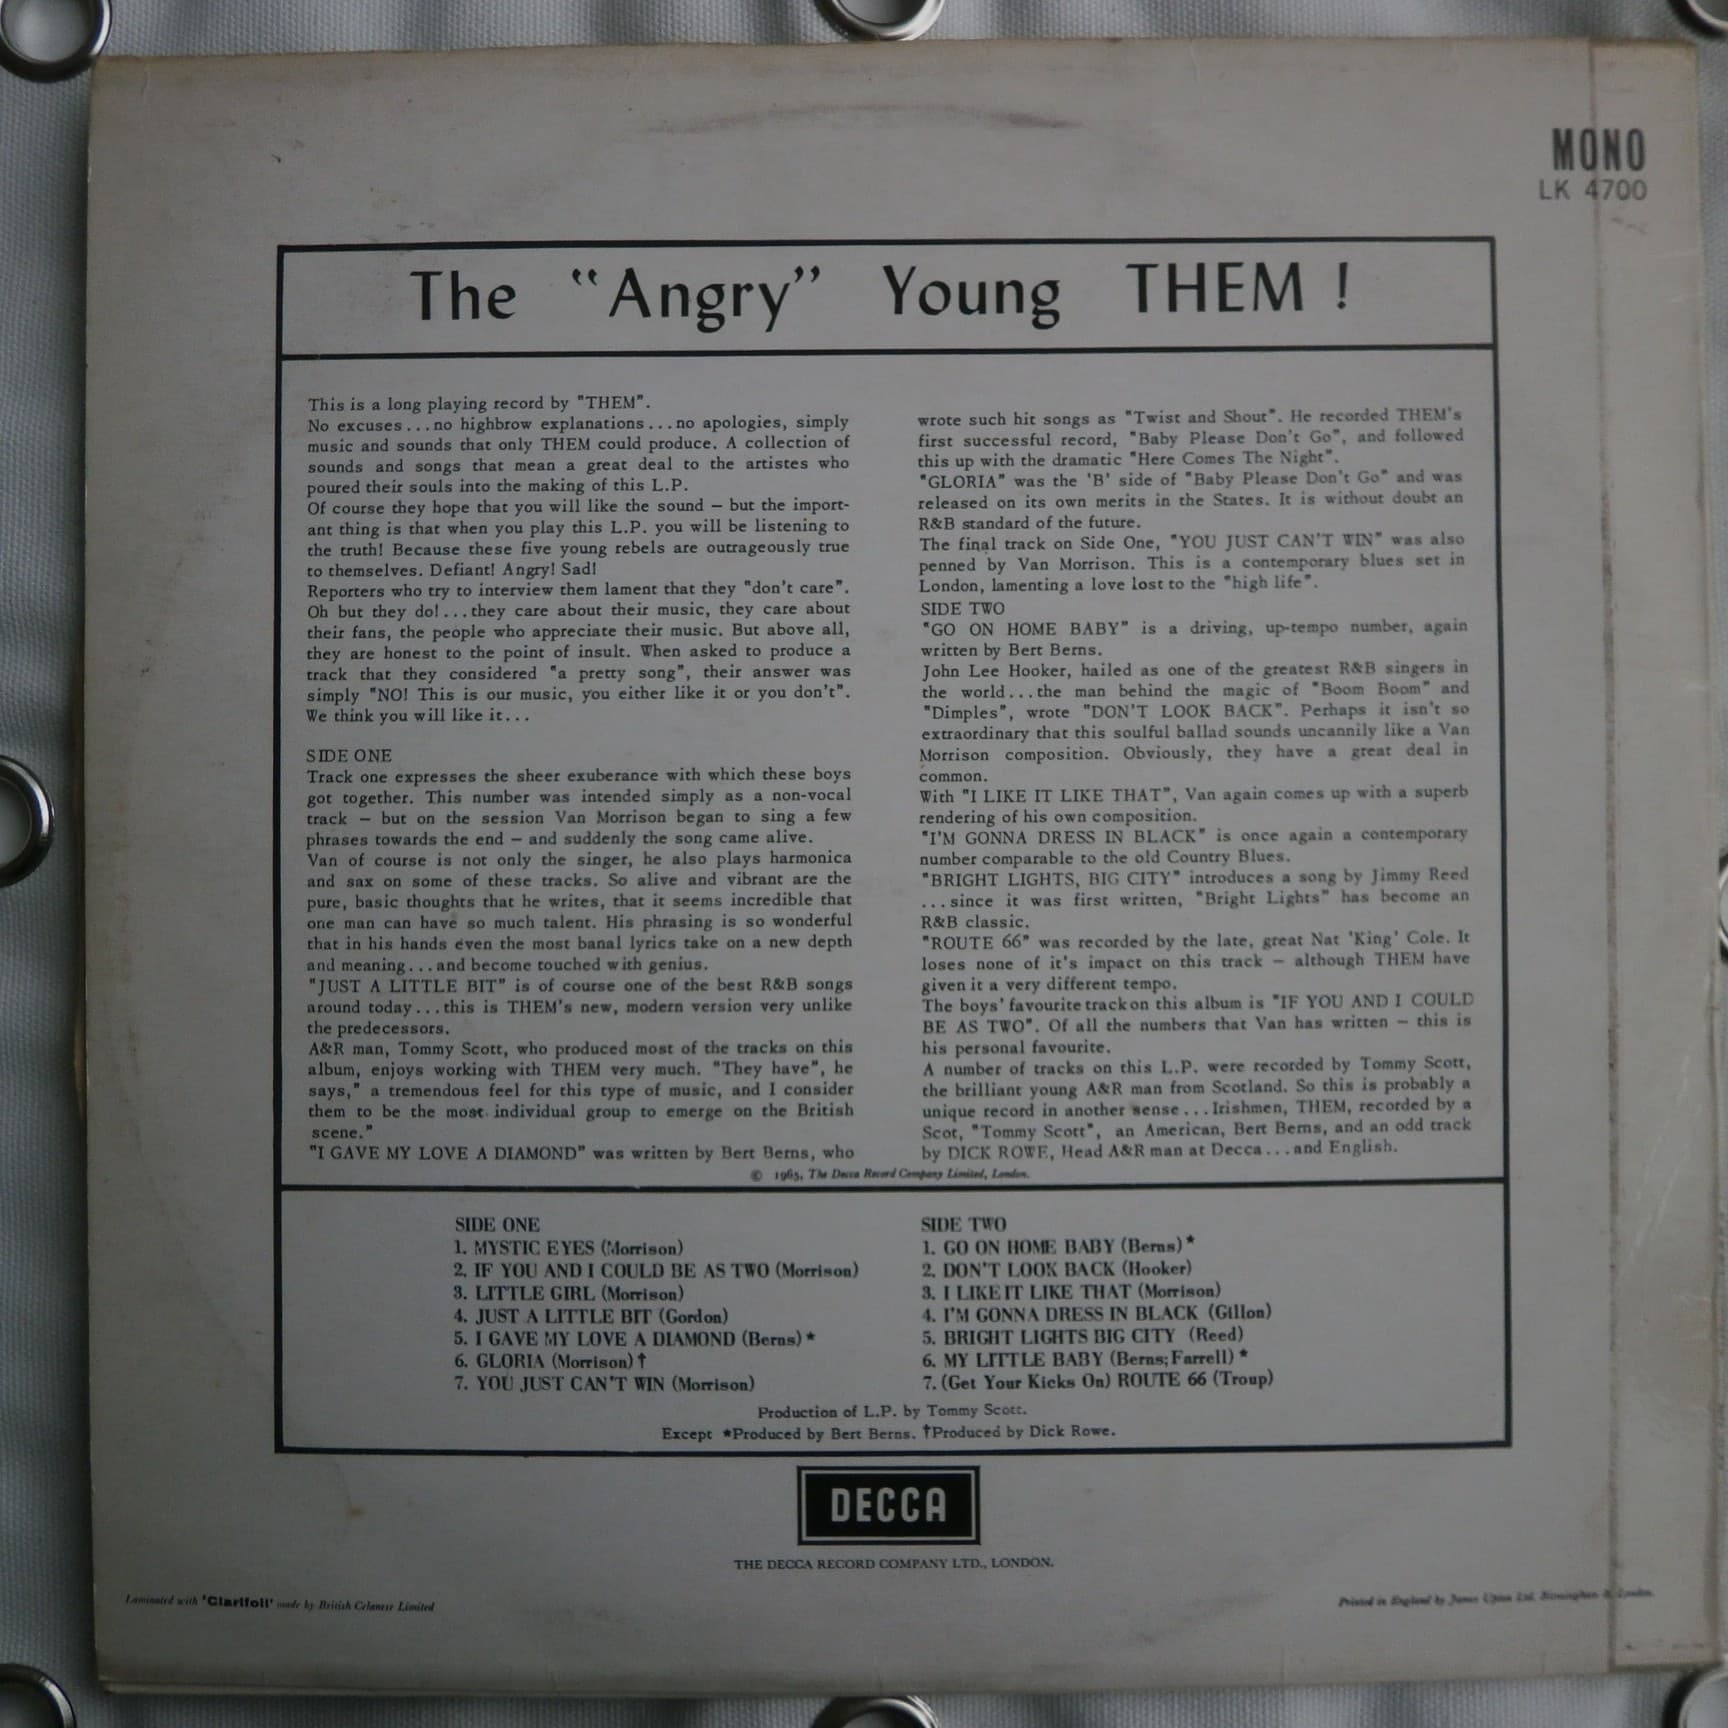 MONO
LK 4700
The "Angry" Young THEM !
This is a long playing record by "THEM".
No excuses...no highbrow explanations...no apologies, simply
music and sounds that only THEM could produce. A collection of
sounds and songs that mean a great deal to the artistes who
poured their souls into the making of this L.P.
Of course they hope that you will like the sound – but the import-
ant thing is that when you play this L.P. you will be listening to
the truth! Because these five young rebels are outrageously true
to themselves. Defiant! Angry! Sad!
Reporters who try to interview them lament that they "don't care".
Oh but they do!...they care about their music, they care about
their fans, the people who appreciate their music. But above all,
they are honest to the point of insult. When asked to produce a
track that they considered "a pretty song", their answer was
simply "NO! This is our music, you either like it or you don't".
We think you will like it...
SIDE ONE
Track one expresses the sheer exuberance with which these boys
got together. This number was intended simply as a non-vocal
track – but on the session Van Morrison began to sing a few
phrases towards the end – and suddenly the song came alive.
Van of course is not only the singer, he also plays harmonica
and sax on some of these tracks. So alive and vibrant are the
pure, basic thoughts that he writes, that it seems incredible that
one man can have so much talent. His phrasing is so wonderful
that in his hands even the most banal lyrics take on a new depth
and meaning...and become touched with genius.
"JUST A LITTLE BIT" is of course one of the best R&B songs
around today...this is THEM's new, modern version very unlike
the predecessors.
A&R man, Tommy Scott, who produced most of the tracks on this
album, enjoys working with THEM very much. "They have", he
says," a tremendous feel for this type of music, and I consider
them to be the most individual group to emerge on the British
scene."
"I GAVE MY LOVE A DIAMOND" was written by Bert Berns, who
wrote such hit songs as "Twist and Shout". He recorded THEM's
first successful record, "Baby Please Don't Go", and followed
this up with the dramatic "Here Comes The Night".
"GLORIA" was the 'B' side of "Baby Please Don't Go" and was
released on its own merits in the States. It is without doubt an
R&B standard of the future.
The final track on Side One, "YOU JUST CAN'T WIN" was also
penned by Van Morrison. This is a contemporary blues set in
London, lamenting a love lost to the "high life".
SIDE TWO
"GO ON HOME BABY" is a driving, up-tempo number, again
written by Bert Berns.
John Lee Hooker, hailed as one of the greatest R&B singers in
the world...the man behind the magic of "Boom Boom" and
"Dimples", wrote "DON'T LOOK BACK". Perhaps it isn't so
extraordinary that this soulful ballad sounds uncannily like a Van
Morrison composition. Obviously, they have a great deal in
common.
With "I LIKE IT LIKE THAT", Van again comes up with a superb
rendering of his own composition.
"I'M GONNA DRESS IN BLACK" is once again a contemporary
number comparable to the old Country Blues.
"BRIGHT LIGHTS, BIG CITY" introduces a song by Jimmy Reed
...since it was first written, "Bright Lights" has become an
R&B classic.
"ROUTE 66" was recorded by the late, great Nat 'King' Cole. It
loses none of it's impact on this track – although THEM have
given it a very different tempo.
The boys' favourite track on this album is "IF YOU AND I COULD
BE AS TWO". Of all the numbers that Van has written – this is
his personal favourite.
A number of tracks on this L.P. were recorded by Tommy Scott,
the brilliant young A&R man from Scotland. So this is probably a
unique record in another sense...Irishmen, THEM, recorded by a
Scot, "Tommy Scott", an American, Bert Berns, and an odd track
by DICK ROWE, Head A&R man at Decca...and English.
© 1965, The Decca Record Company Limited, London.
SIDE ONE
1. MYSTIC EYES (Morrison)
2. IF YOU AND I COULD BE AS TWO (Morrison)
3. LITTLE GIRL (Morrison)
4. JUST A LITTLE BIT (Gordon)
5. I GAVE MY LOVE A DIAMOND (Berns)*
6. GLORIA (Morrison)†
7. YOU JUST CAN'T WIN (Morrison)
SIDE TWO
1. GO ON HOME BABY (Berns)*
2. DON'T LOOK BACK (Hooker)
3. I LIKE IT LIKE THAT (Morrison)
4. I'M GONNA DRESS IN BLACK (Gillon)
5. BRIGHT LIGHTS BIG CITY (Reed)
6. MY LITTLE BABY (Berns; Farrell)*
7. (Get Your Kicks On) ROUTE 66 (Troup)
Production of L.P. by Tommy Scott.
Except *Produced by Bert Berns. †Produced by Dick Rowe.
DECCA
THE DECCA RECORD COMPANY LTD., LONDON.
Laminated with 'Clarifoil' made by British Celanese Limited
Printed in England by James Upton Ltd. Birmingham & London.